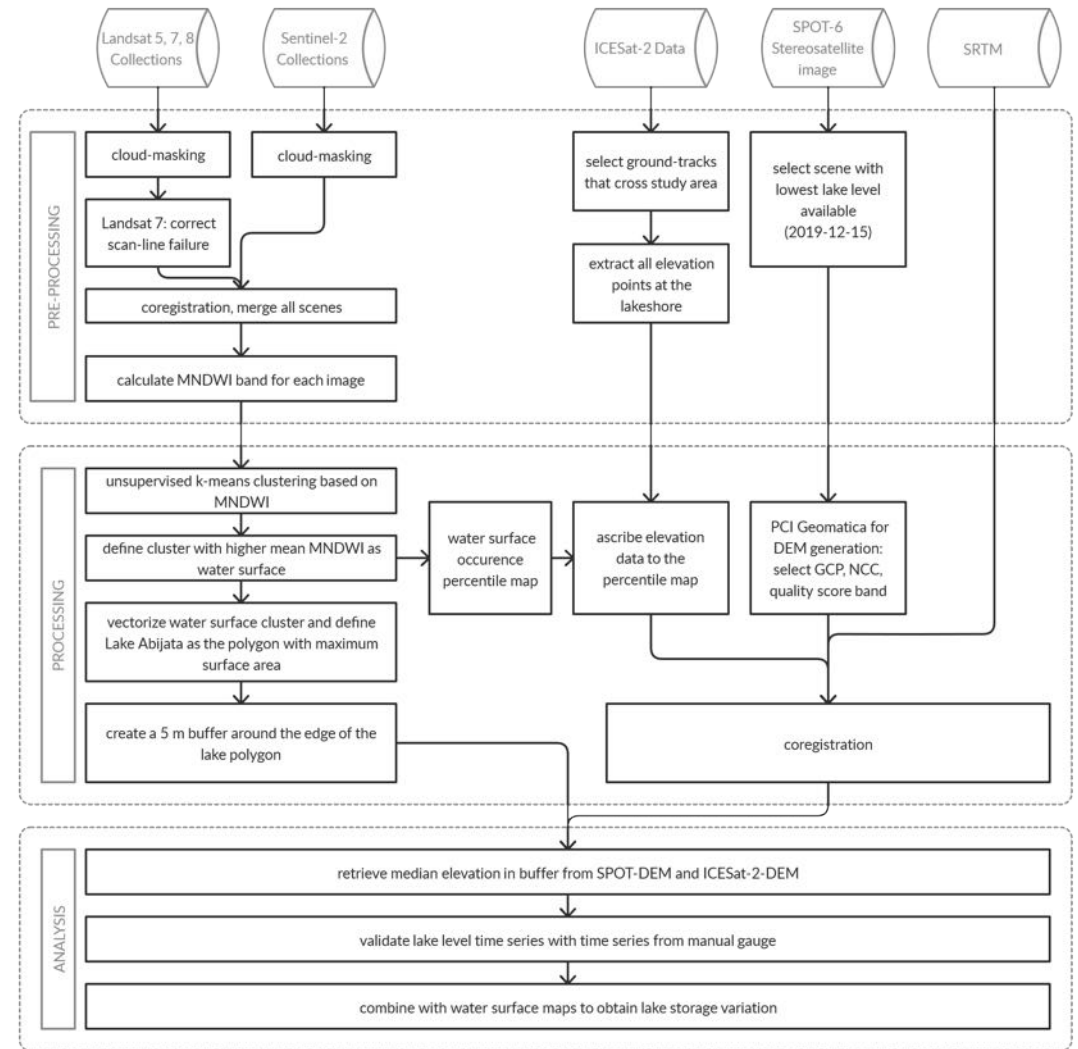 Landsat 5, 7, 8
Collections
Sentinel-2
Collections
ICESat-2 Data
SPOT-6
Stereosatellite
image
SRTM
PRE-PROCESSING
cloud-masking
cloud-masking
Landsat 7: correct
scan-line failure
coregistration, merge all scenes
calculate MNDWI band for each image
select ground-tracks
that cross study area
extract all elevation
points at the
lakeshore
select scene with
lowest lake level
available
(2019-12-15)
PROCESSING
unsupervised k-means clustering based on
MNDWI
define cluster with higher mean MNDWI as
water surface
vectorize water surface cluster and define
Lake Abijata as the polygon with maximum
surface area
create a 5 m buffer around the edge of the
lake polygon
water surface
occurence
percentile map
ascribe elevation
data to the
percentile map
PCI Geomatica for
DEM generation:
select GCP, NCC,
quality score band
coregistration
ANALYSIS
retrieve median elevation in buffer from SPOT-DEM and ICESat-2-DEM
validate lake level time series with time series from manual gauge
combine with water surface maps to obtain lake storage variation